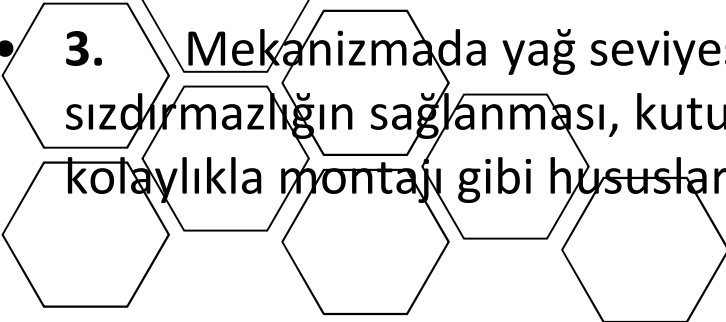 • 3. Mekanizmada yağ seviye
sızdırmazlığın sağlanması, kutu
kolaylıkla montajı gibi hususlar